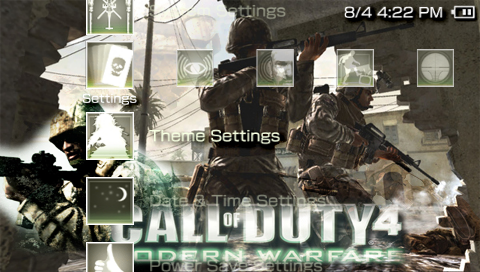 Settings
8/4 4:22 PM
Settings
Theme Settings
Date & Time Settings
CALL OF DUTY 4
MODERN WARFARE
Power Save Settings